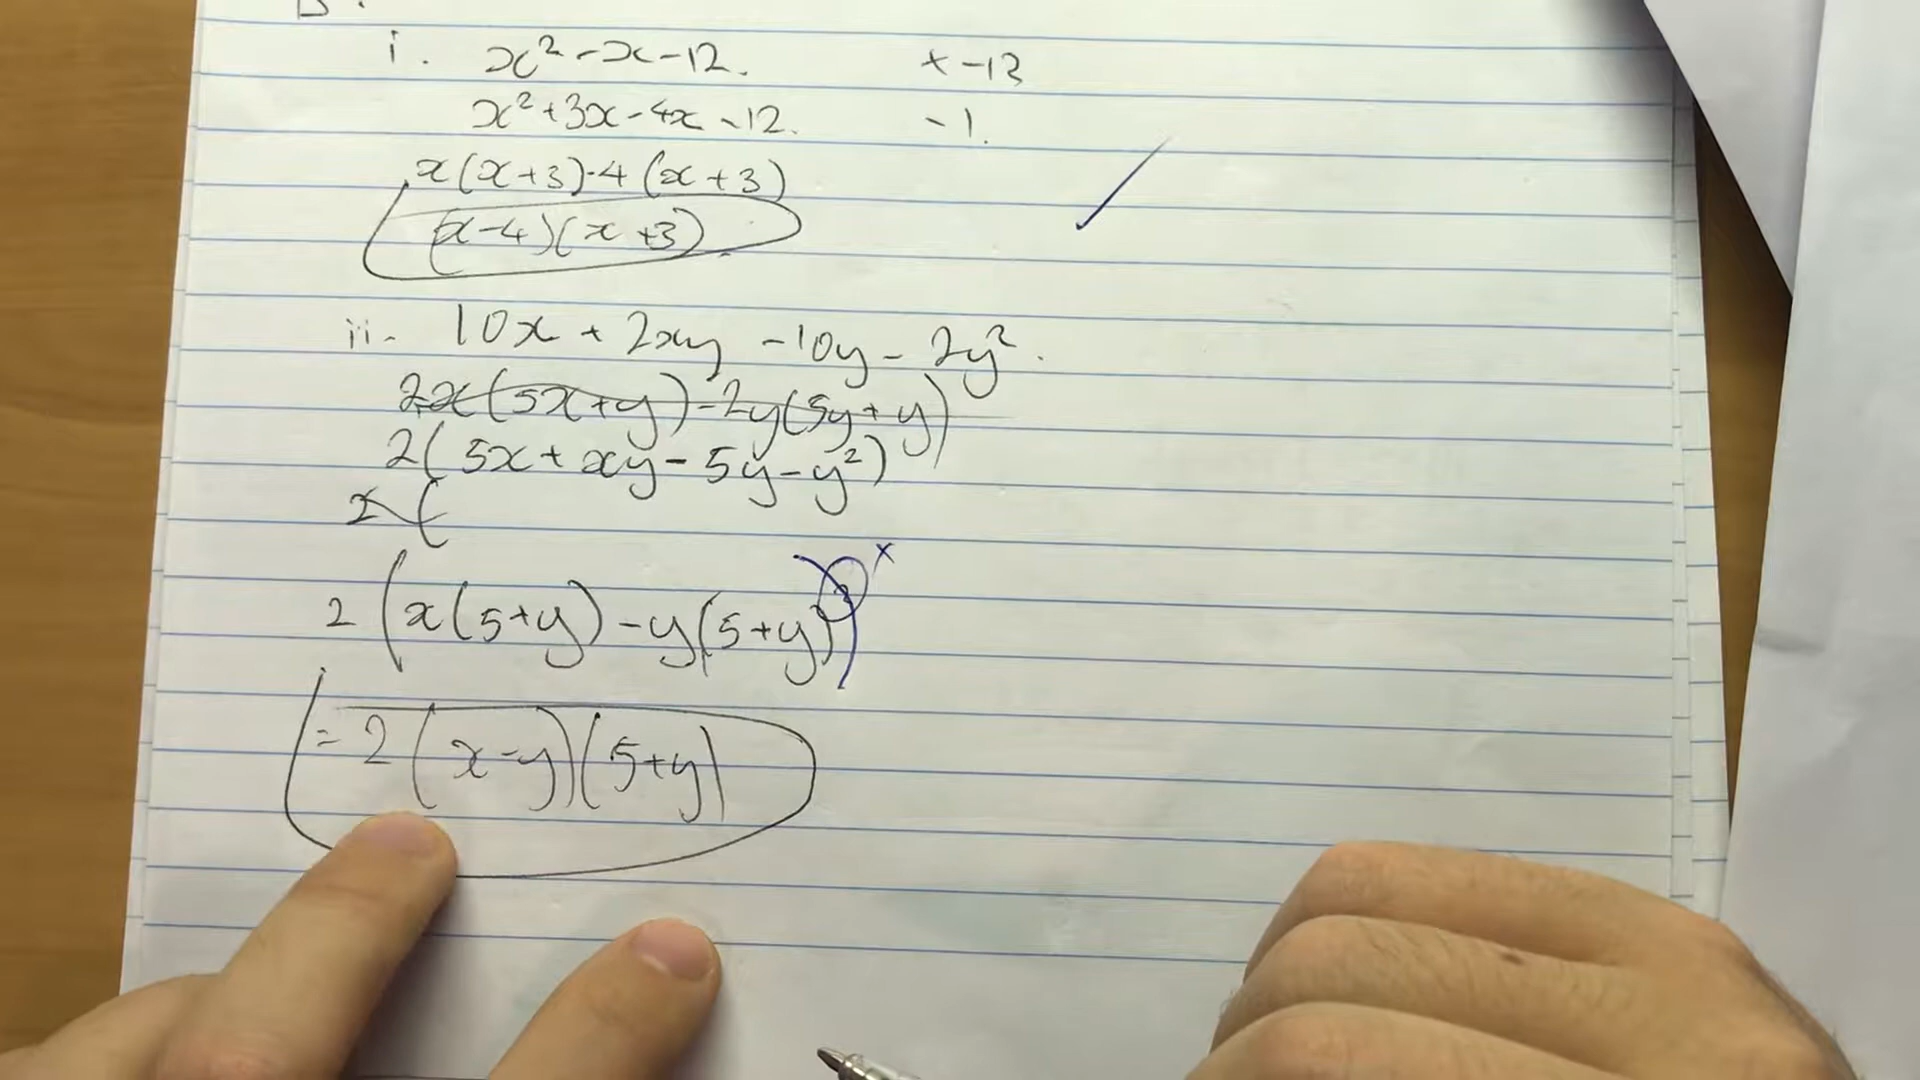 i. x² - x - 12. x - 12
x² + 3x - 4x - 12. - 1.
x(x+3) - 4(x+3)
(x-4)(x+3)
ii. 10x + 2xy - 10y - 2y².
2x(5x+y) - 2y(5y+y)
2(5x + xy - 5y - y²)
2(
2(x(5+y) - y(5+y))
= 2(x-y)(5+y)